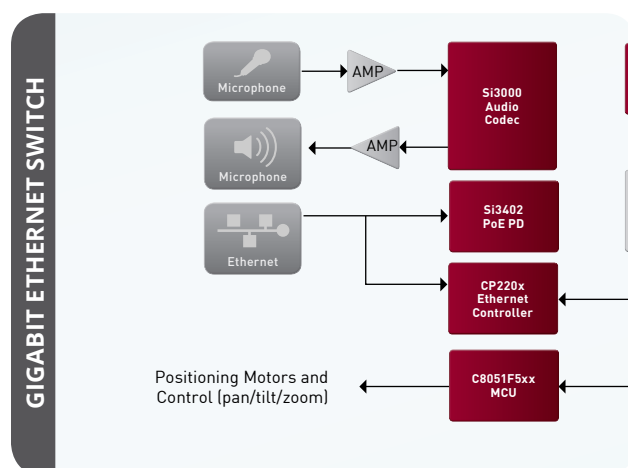 GIGABIT ETHERNET SWITCH
Microphone
AMP
Si3000
Audio
Codec
Microphone
AMP
Ethernet
Si3402
PoE PD
CP220x
Ethernet
Controller
Positioning Motors and
Control (pan/tilt/zoom)
C8051F5xx
MCU